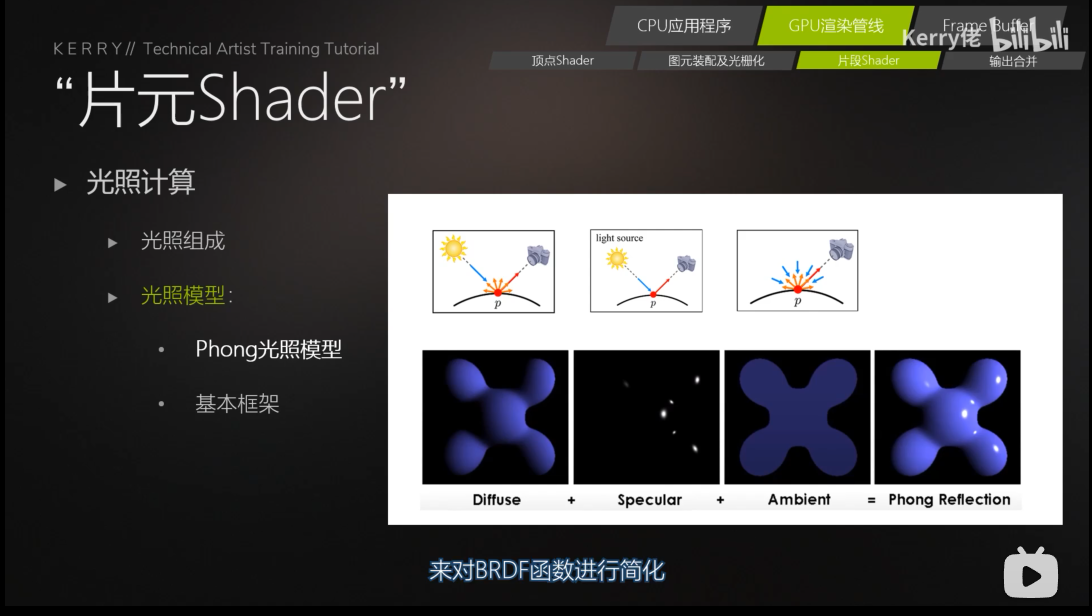 CPU应用程序
GPU渲染管线
Frame Buffer
Kerry佬 bilibili
顶点Shader
图元装配及光栅化
片段Shader
输出合并
KERRY// Technical Artist Training Tutorial
“片元Shader”
光照计算
光照组成
光照模型:
Phong光照模型
基本框架
light source
p
p
p
Diffuse + Specular + Ambient = Phong Reflection
来对BRDF函数进行简化